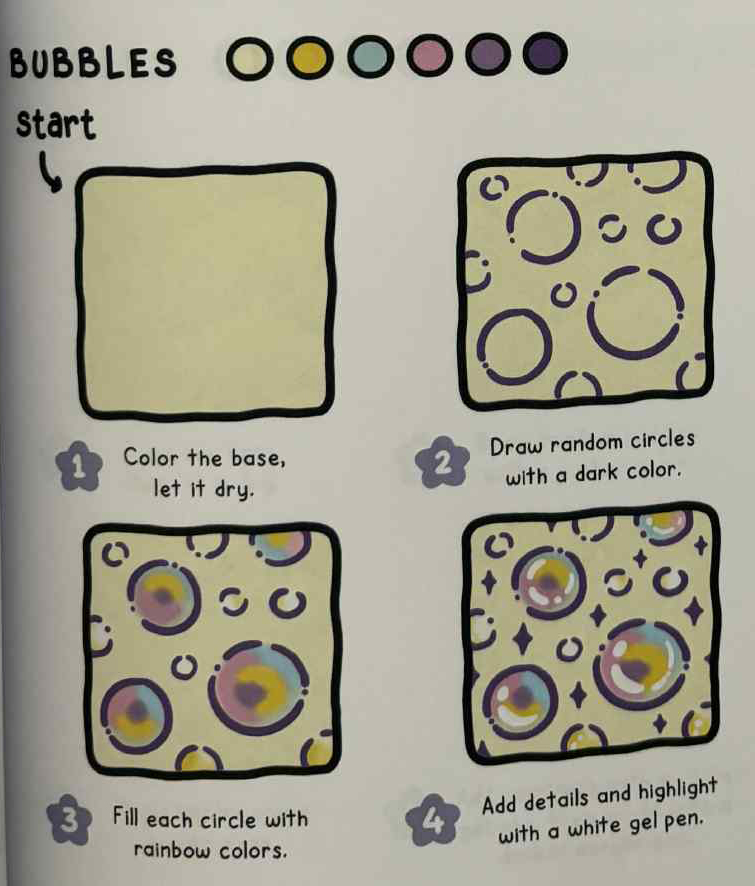 BUBBLES
start
1
Color the base,
let it dry.
2
Draw random circles
with a dark color.
3
Fill each circle with
rainbow colors.
4
Add details and highlight
with a white gel pen.